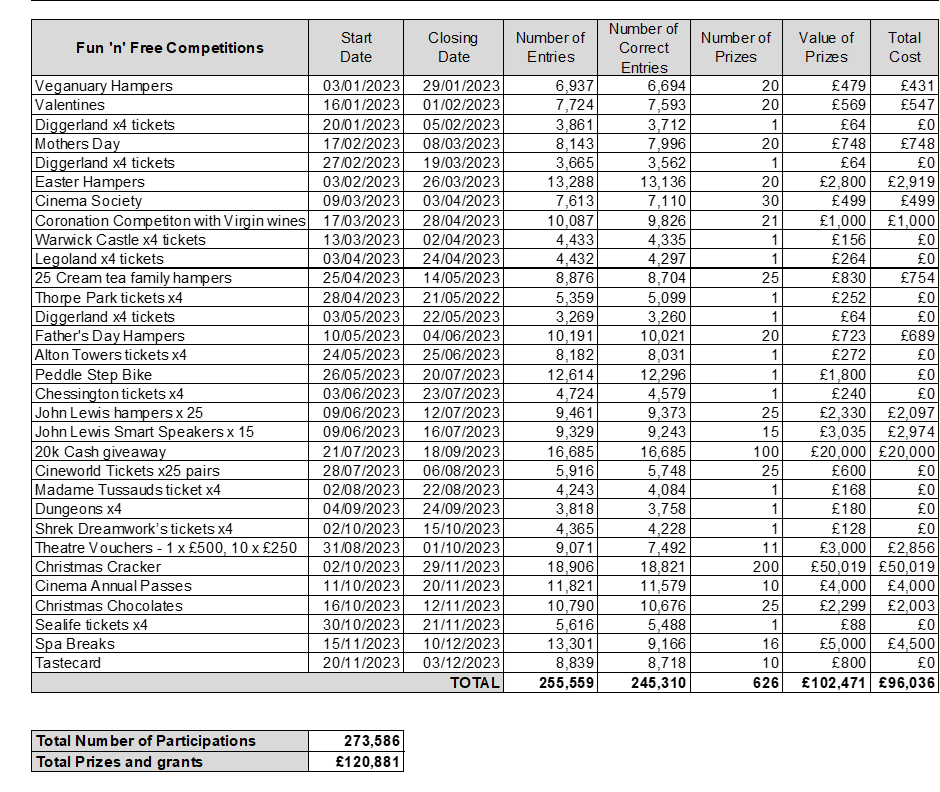 Fun 'n' Free Competitions Start Date Closing Date Number of Entries Number of Correct Entries Number of Prizes Value of Prizes Total Cost
Veganuary Hampers 03/01/2023 29/01/2023 6,937 6,694 20 £479 £431
Valentines 16/01/2023 01/02/2023 7,724 7,593 20 £569 £547
Diggerland x4 tickets 20/01/2023 05/02/2023 3,861 3,712 1 £64 £0
Mothers Day 17/02/2023 08/03/2023 8,143 7,996 20 £748 £748
Diggerland x4 tickets 27/02/2023 19/03/2023 3,665 3,562 1 £64 £0
Easter Hampers 03/02/2023 26/03/2023 13,288 13,136 20 £2,800 £2,919
Cinema Society 09/03/2023 03/04/2023 7,613 7,110 30 £499 £499
Coronation Competiton with Virgin wines 17/03/2023 28/04/2023 10,087 9,826 21 £1,000 £1,000
Warwick Castle x4 tickets 13/03/2023 02/04/2023 4,433 4,335 1 £156 £0
Legoland x4 tickets 03/04/2023 24/04/2023 4,432 4,297 1 £264 £0
25 Cream tea family hampers 25/04/2023 14/05/2023 8,876 8,704 25 £830 £754
Thorpe Park tickets x4 28/04/2023 21/05/2022 5,359 5,099 1 £252 £0
Diggerland x4 tickets 03/05/2023 22/05/2023 3,269 3,260 1 £64 £0
Father's Day Hampers 10/05/2023 04/06/2023 10,191 10,021 20 £723 £689
Alton Towers tickets x4 24/05/2023 25/06/2023 8,182 8,031 1 £272 £0
Peddle Step Bike 26/05/2023 20/07/2023 12,614 12,296 1 £1,800 £0
Chessington tickets x4 03/06/2023 23/07/2023 4,724 4,579 1 £240 £0
John Lewis hampers x 25 09/06/2023 12/07/2023 9,461 9,373 25 £2,330 £2,097
John Lewis Smart Speakers x 15 09/06/2023 16/07/2023 9,329 9,243 15 £3,035 £2,974
20k Cash giveaway 21/07/2023 18/09/2023 16,685 16,685 100 £20,000 £20,000
Cineworld Tickets x25 pairs 28/07/2023 06/08/2023 5,916 5,748 25 £600 £0
Madame Tussauds ticket x4 02/08/2023 22/08/2023 4,243 4,084 1 £168 £0
Dungeons x4 04/09/2023 24/09/2023 3,818 3,758 1 £180 £0
Shrek Dreamwork's tickets x4 02/10/2023 15/10/2023 4,365 4,228 1 £128 £0
Theatre Vouchers - 1 x £500, 10 x £250 31/08/2023 01/10/2023 9,071 7,492 11 £3,000 £2,856
Christmas Cracker 02/10/2023 29/11/2023 18,906 18,821 200 £50,019 £50,019
Cinema Annual Passes 11/10/2023 20/11/2023 11,821 11,579 10 £4,000 £4,000
Christmas Chocolates 16/10/2023 12/11/2023 10,790 10,676 25 £2,299 £2,003
Sealife tickets x4 30/10/2023 21/11/2023 5,616 5,488 1 £88 £0
Spa Breaks 15/11/2023 10/12/2023 13,301 9,166 16 £5,000 £4,500
Tastecard 20/11/2023 03/12/2023 8,839 8,718 10 £800 £0
TOTAL 255,559 245,310 626 £102,471 £96,036
Total Number of Participations 273,586
Total Prizes and grants £120,881